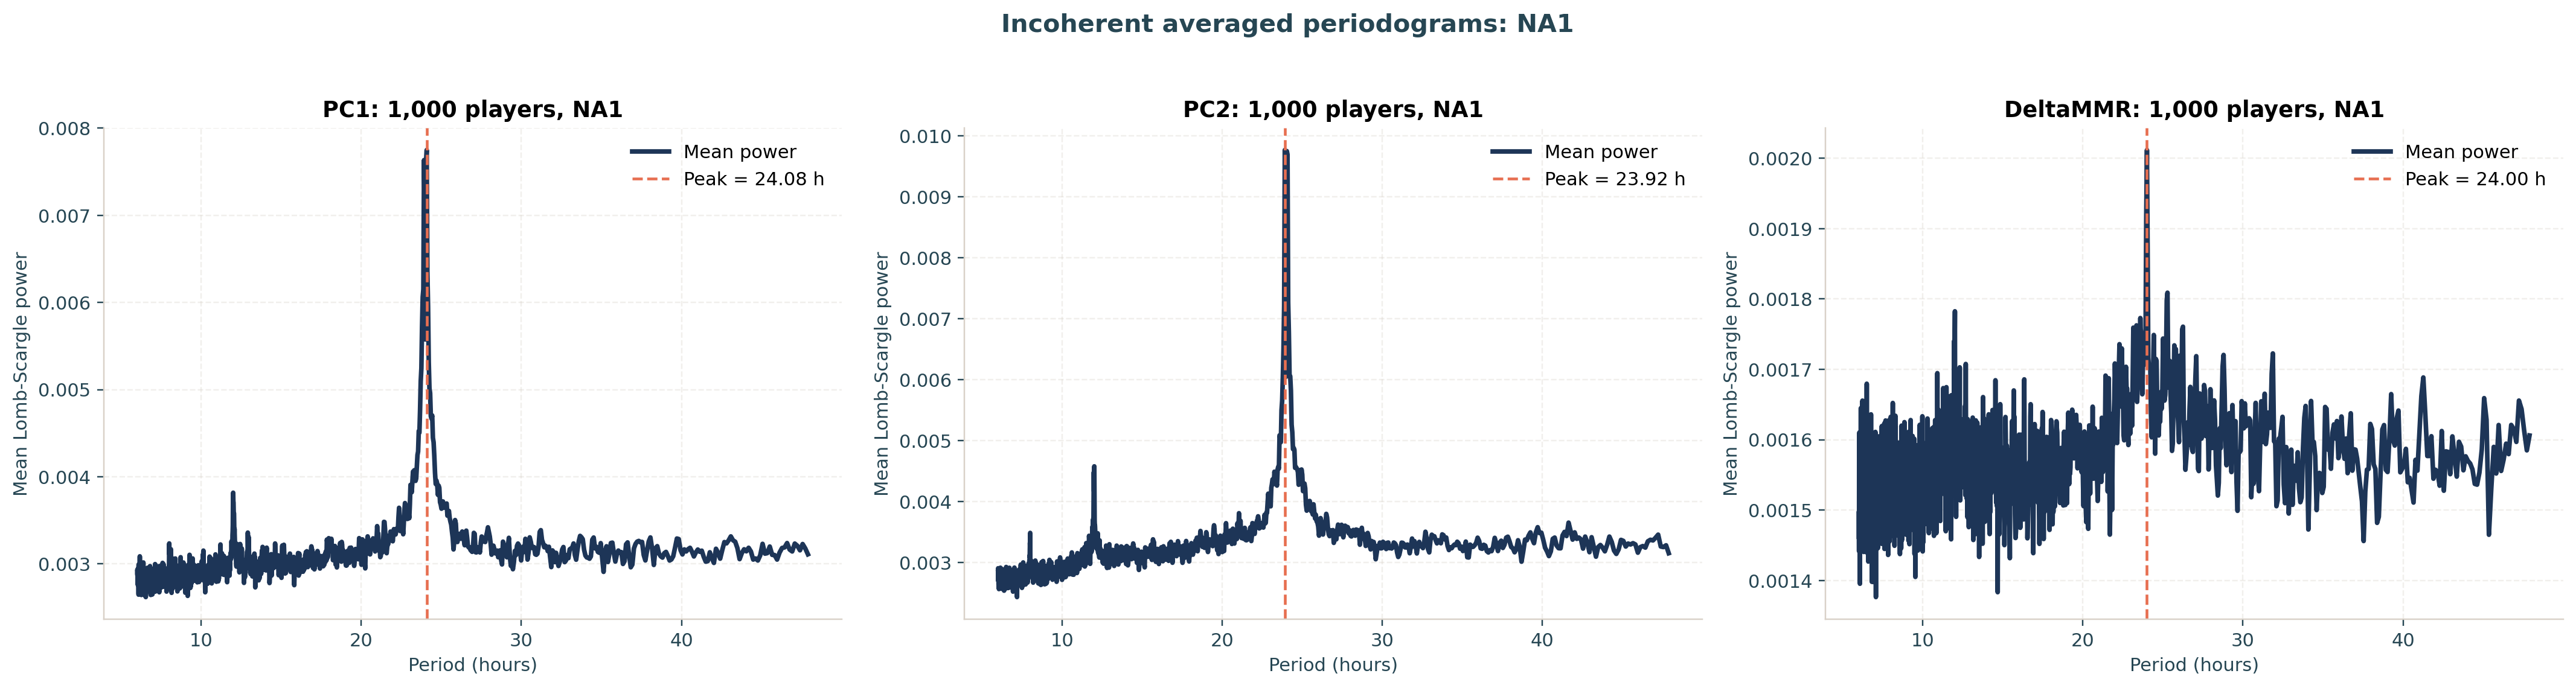 Incoherent averaged periodograms: NA1
PC1: 1,000 players, NA1
Mean Lomb-Scargle power
0.008
0.007
0.006
0.005
0.004
0.003
Mean power
Peak = 24.08 h
10
20
30
40
Period (hours)
PC2: 1,000 players, NA1
Mean Lomb-Scargle power
0.010
0.009
0.008
0.007
0.006
0.005
0.004
0.003
Mean power
Peak = 23.92 h
10
20
30
40
Period (hours)
DeltaMMR: 1,000 players, NA1
Mean Lomb-Scargle power
0.0020
0.0019
0.0018
0.0017
0.0016
0.0015
0.0014
Mean power
Peak = 24.00 h
10
20
30
40
Period (hours)